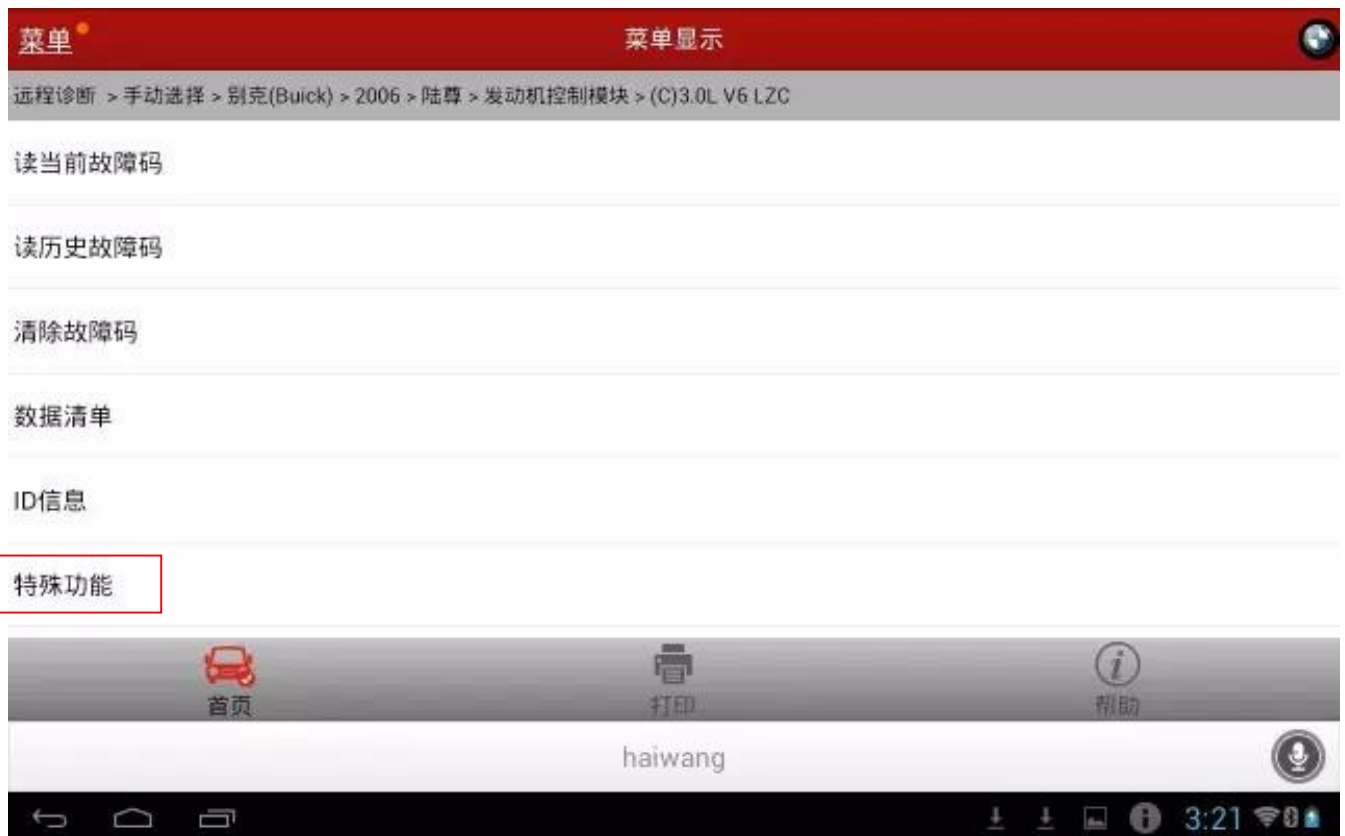 菜单
菜单显示
远程诊断 > 手动选择 > 别克(Buick) > 2006 > 陆尊 > 发动机控制模块 > (C)3.0L V6 LZC
读当前故障码
读历史故障码
清除故障码
数据清单
ID信息
特殊功能
首页
打印
帮助
haiwang
3:21